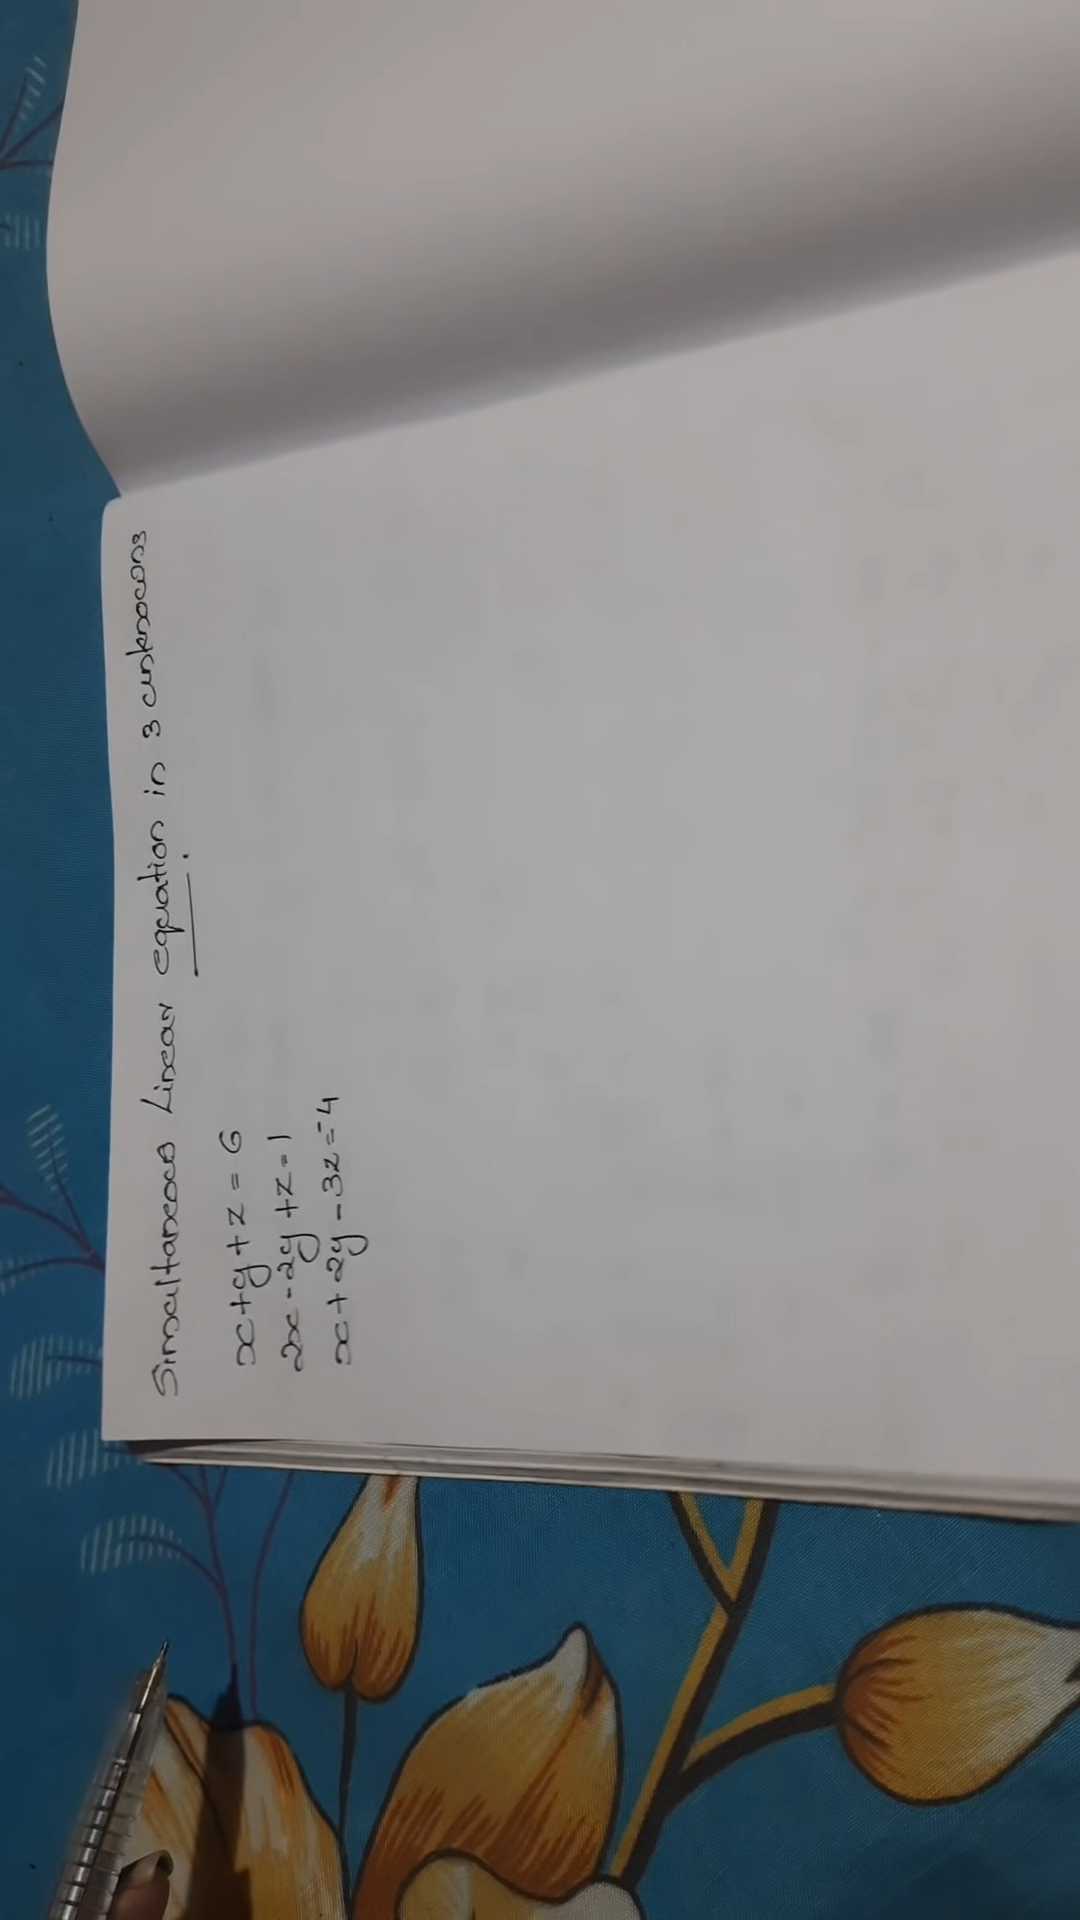 Simultaneous Linear equation in 3 unknowns
x+y+z=6
2x-2y+z=1
x+2y-3z=-4